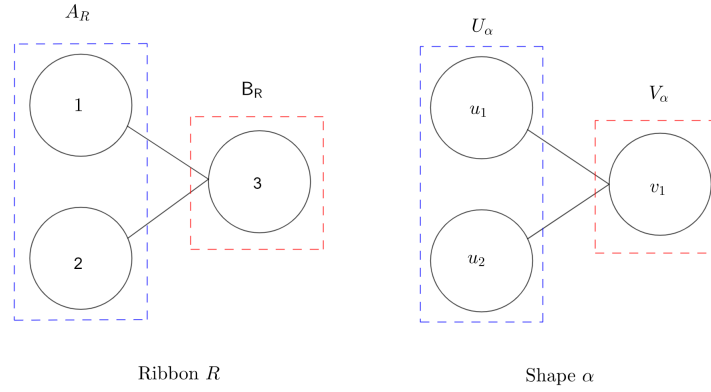 A_R
B_R
1
2
3
Ribbon R
U_α
V_α
u_1
u_2
v_1
Shape α